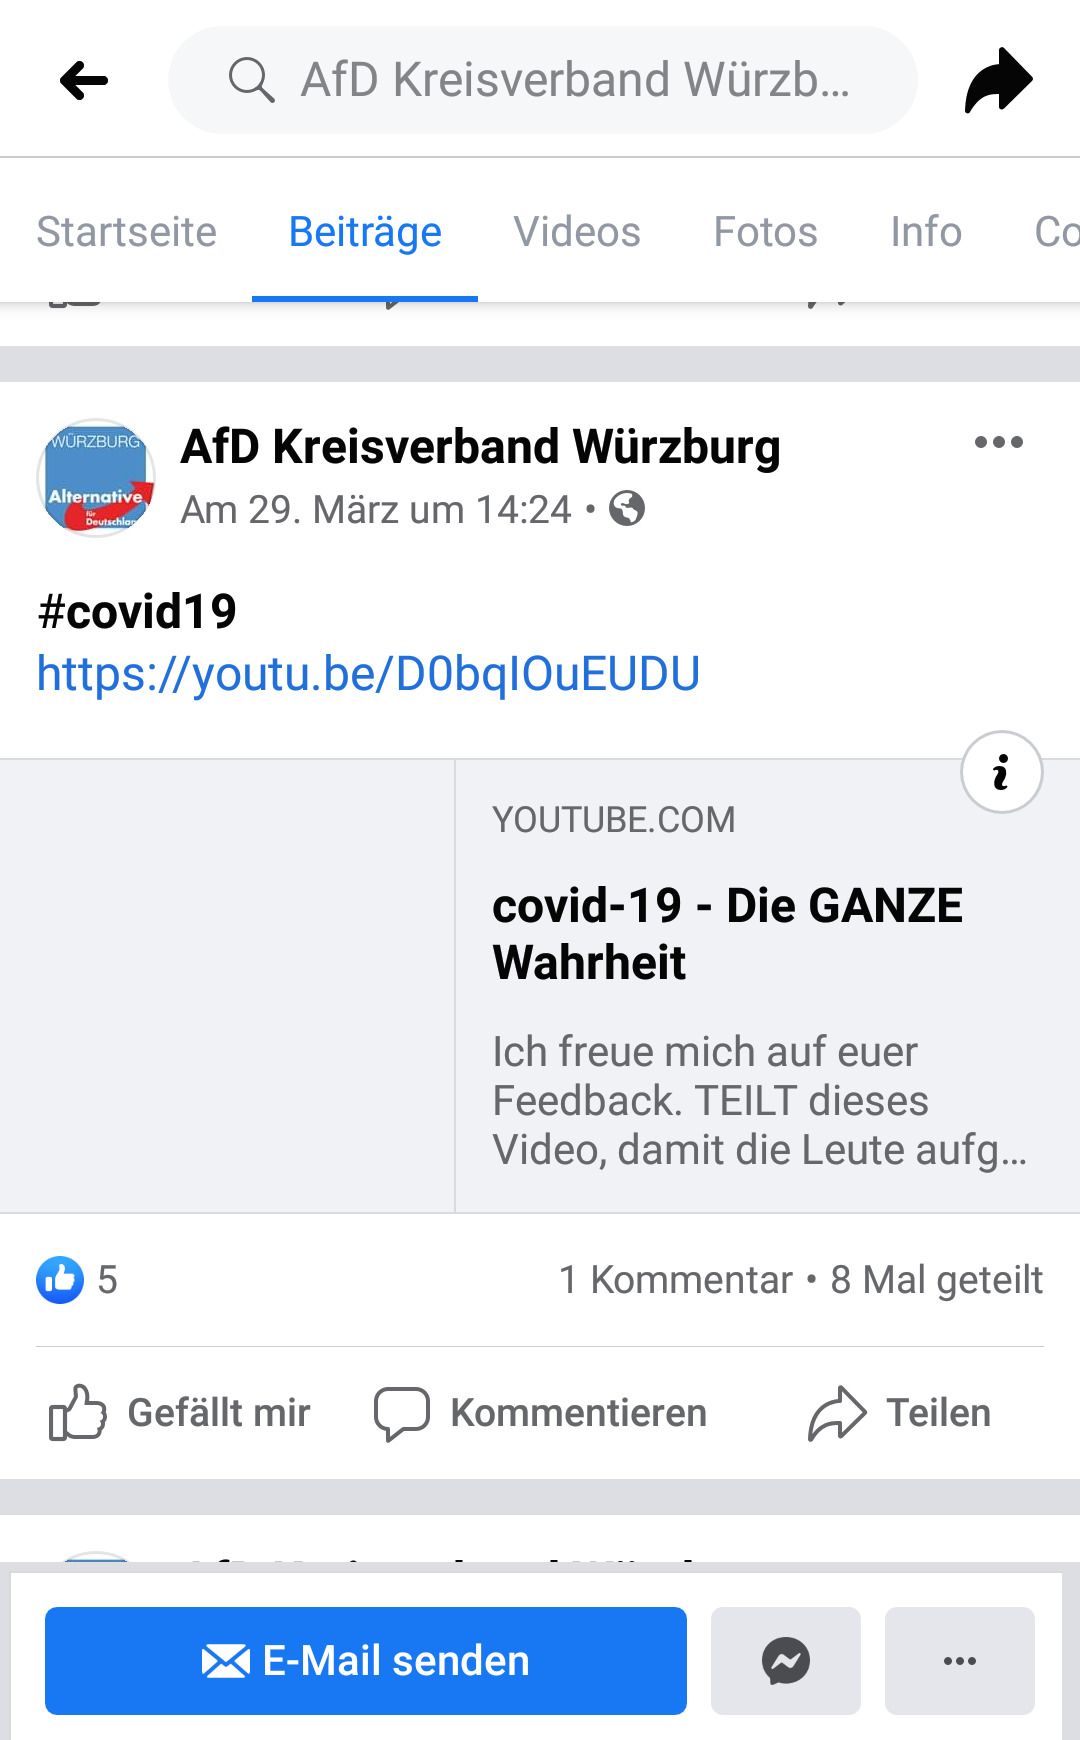 AfD Kreisverband Würzb...
Startseite Beiträge Videos Fotos Info Co
WÜRZBURG
Alternative
für
Deutschlan
AfD Kreisverband Würzburg
Am 29. März um 14:24 •
#covid19
https://youtu.be/D0bqIOuEUDU
YOUTUBE.COM
covid-19 - Die GANZE
Wahrheit
Ich freue mich auf euer
Feedback. TEILT dieses
Video, damit die Leute aufg...
5 1 Kommentar • 8 Mal geteilt
Gefällt mir Kommentieren Teilen
E-Mail senden